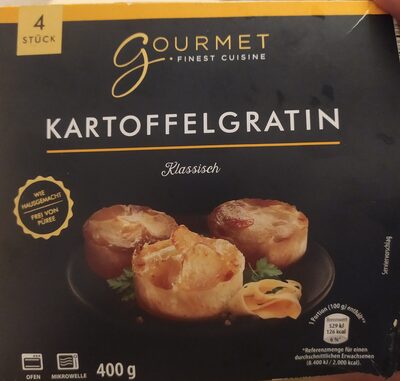 4
STÜCK
GOURMET
• FINEST CUISINE
KARTOFFELGRATIN
Klassisch
WIE
HAUSGEMACHT
FREI VON
PÜREE
Serviervorschlag
1 Portion (100 g) enthält**
Brennwert
529 kJ
126 kcal
6 %*
*Referenzmenge für einen
durchschnittlichen Erwachsenen
(8.400 kJ / 2.000 kcal).
OFEN
MIKROWELLE
400 g